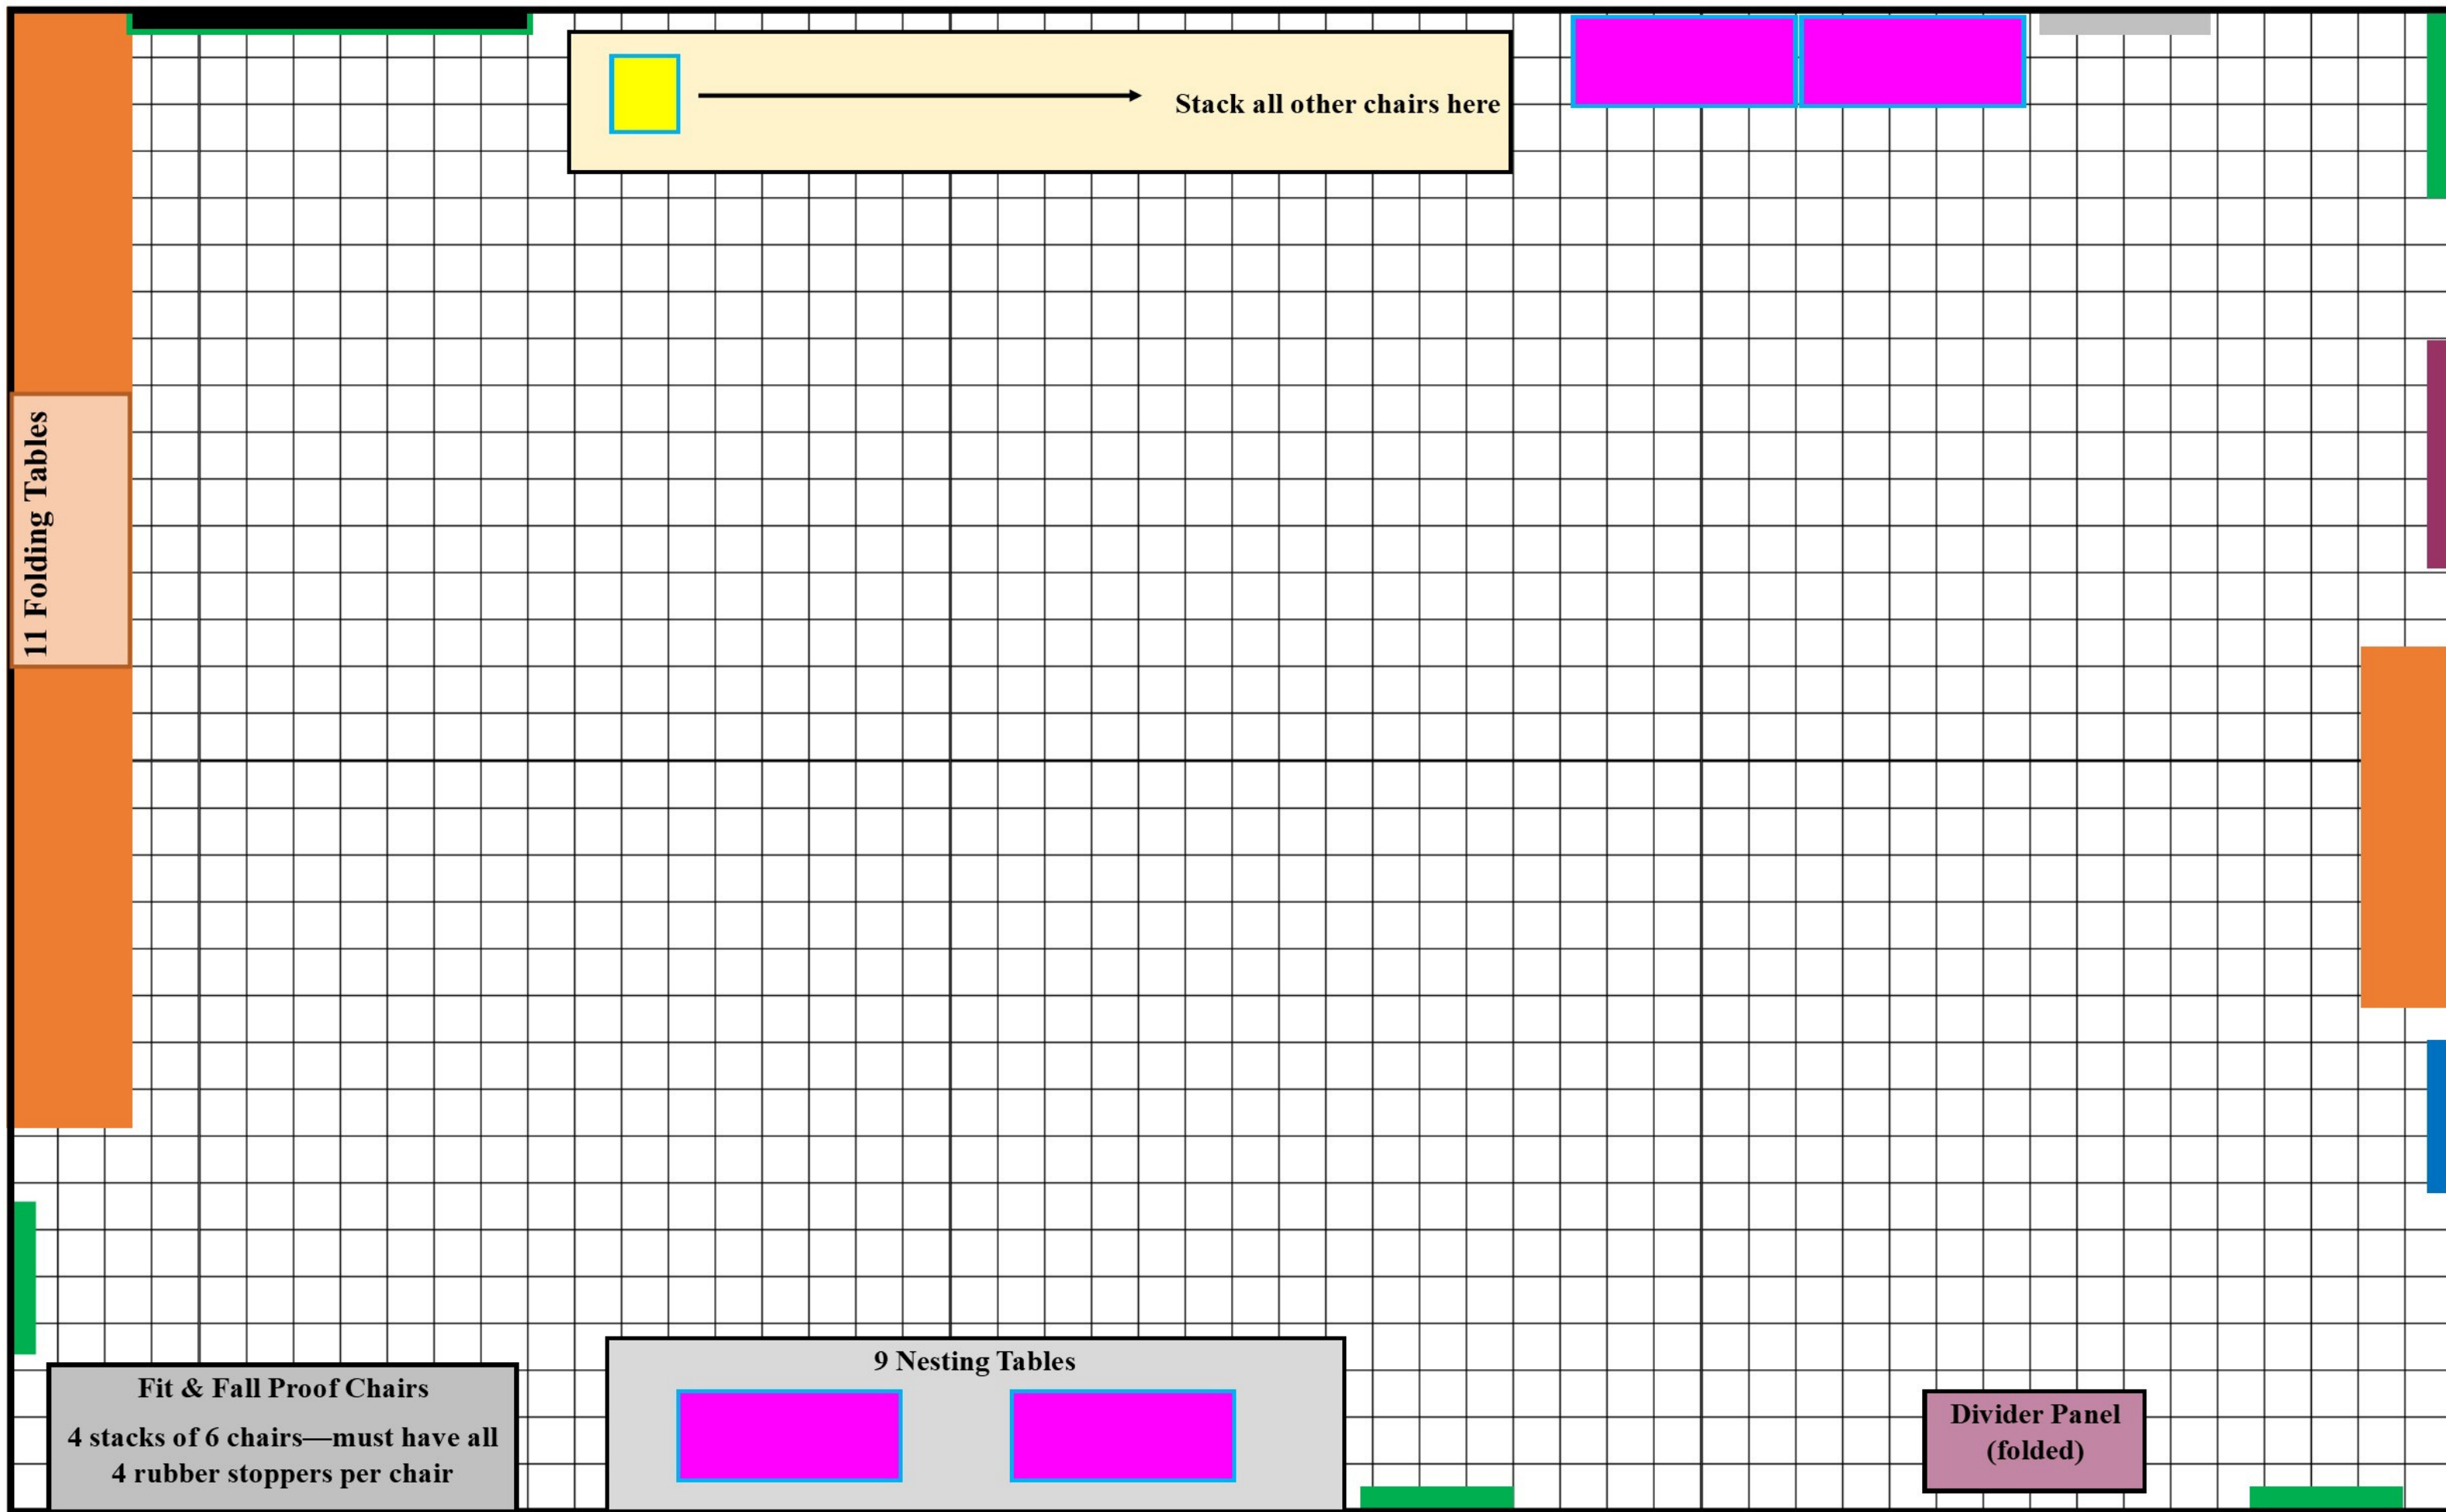 Stack all other chairs here
11 Folding Tables
9 Nesting Tables
Fit & Fall Proof Chairs
4 stacks of 6 chairs—must have all
4 rubber stoppers per chair
Divider Panel
(folded)